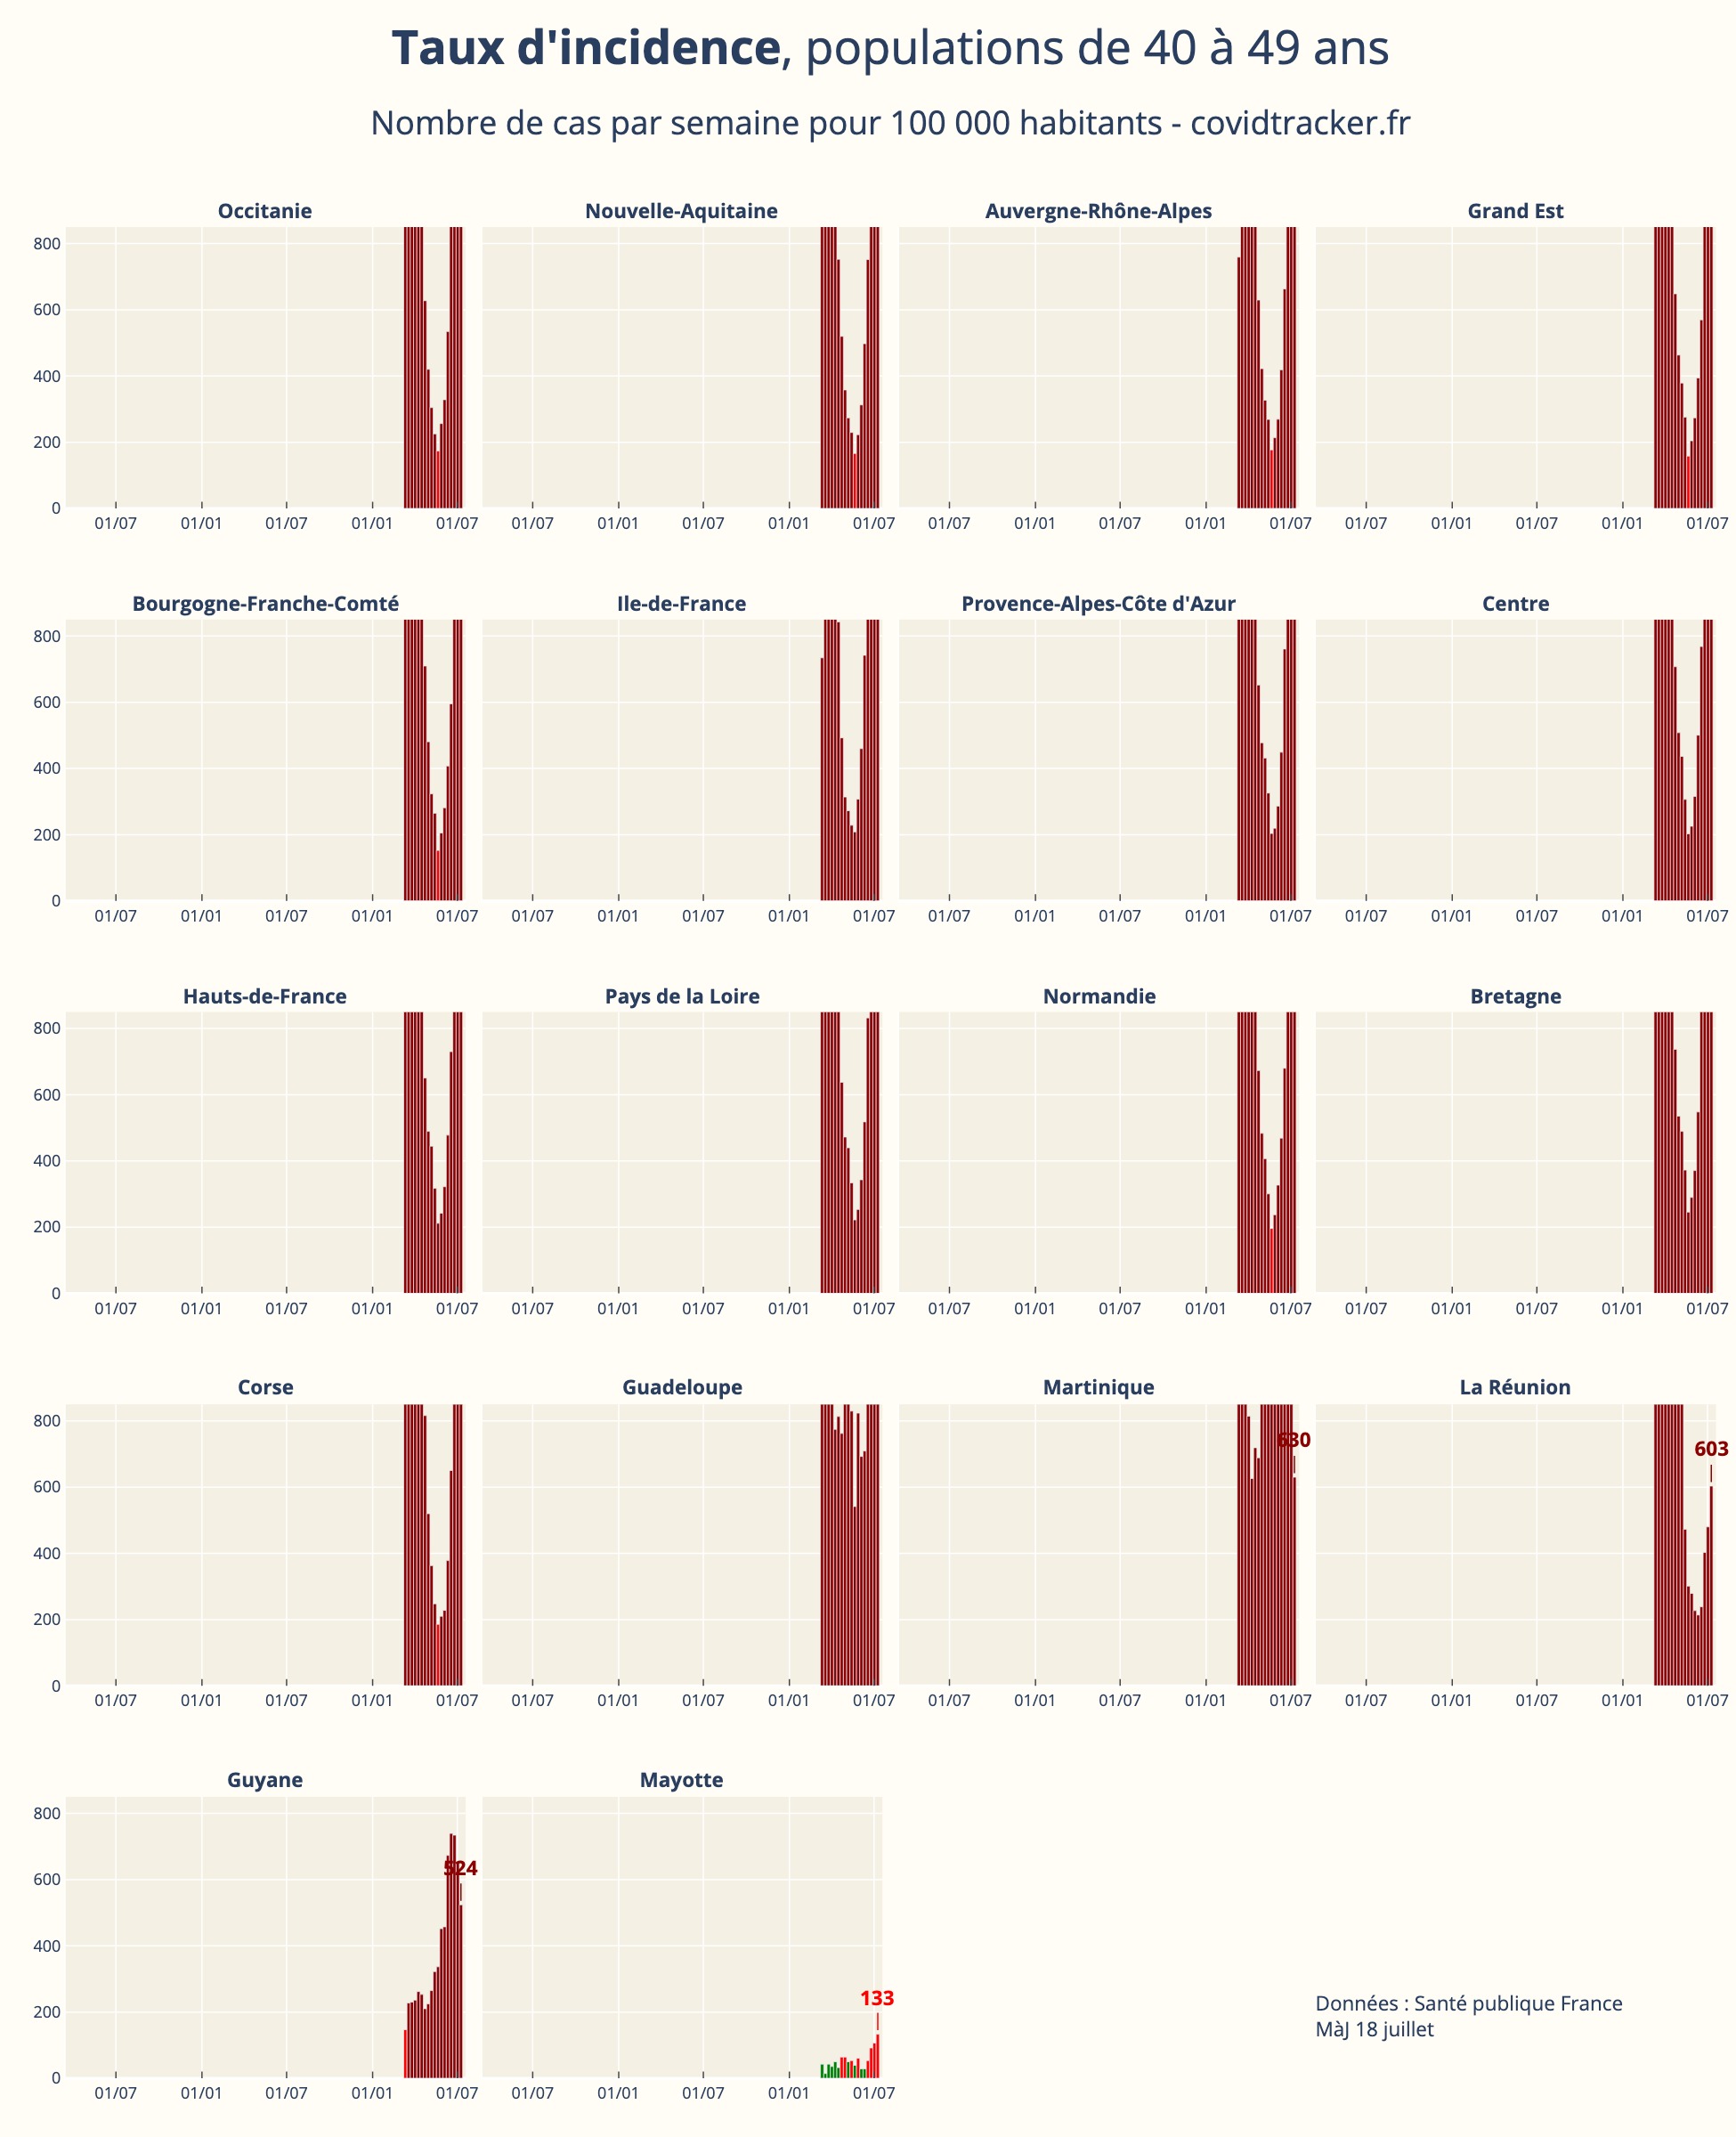 Taux d'incidence, populations de 40 à 49 ans
Nombre de cas par semaine pour 100 000 habitants - covidtracker.fr
Occitanie Nouvelle-Aquitaine Auvergne-Rhône-Alpes Grand Est
800
600
400
200
0
01/07 01/01 01/07 01/01 01/07 01/07 01/01 01/07 01/01 01/07 01/07 01/01 01/07 01/01 01/07 01/07 01/01 01/07 01/01 01/07
Bourgogne-Franche-Comté Ile-de-France Provence-Alpes-Côte d'Azur Centre
800
600
400
200
0
01/07 01/01 01/07 01/01 01/07 01/07 01/01 01/07 01/01 01/07 01/07 01/01 01/07 01/01 01/07 01/07 01/01 01/07 01/01 01/07
Hauts-de-France Pays de la Loire Normandie Bretagne
800
600
400
200
0
01/07 01/01 01/07 01/01 01/07 01/07 01/01 01/07 01/01 01/07 01/07 01/01 01/07 01/01 01/07 01/07 01/01 01/07 01/01 01/07
Corse Guadeloupe Martinique La Réunion
800
630
603
600
400
200
0
01/07 01/01 01/07 01/01 01/07 01/07 01/01 01/07 01/01 01/07 01/07 01/01 01/07 01/01 01/07 01/07 01/01 01/07 01/01 01/07
Guyane Mayotte
800
524
600
400
200
133
0
01/07 01/01 01/07 01/01 01/07 01/07 01/01 01/07 01/01 01/07
Données : Santé publique France
MàJ 18 juillet